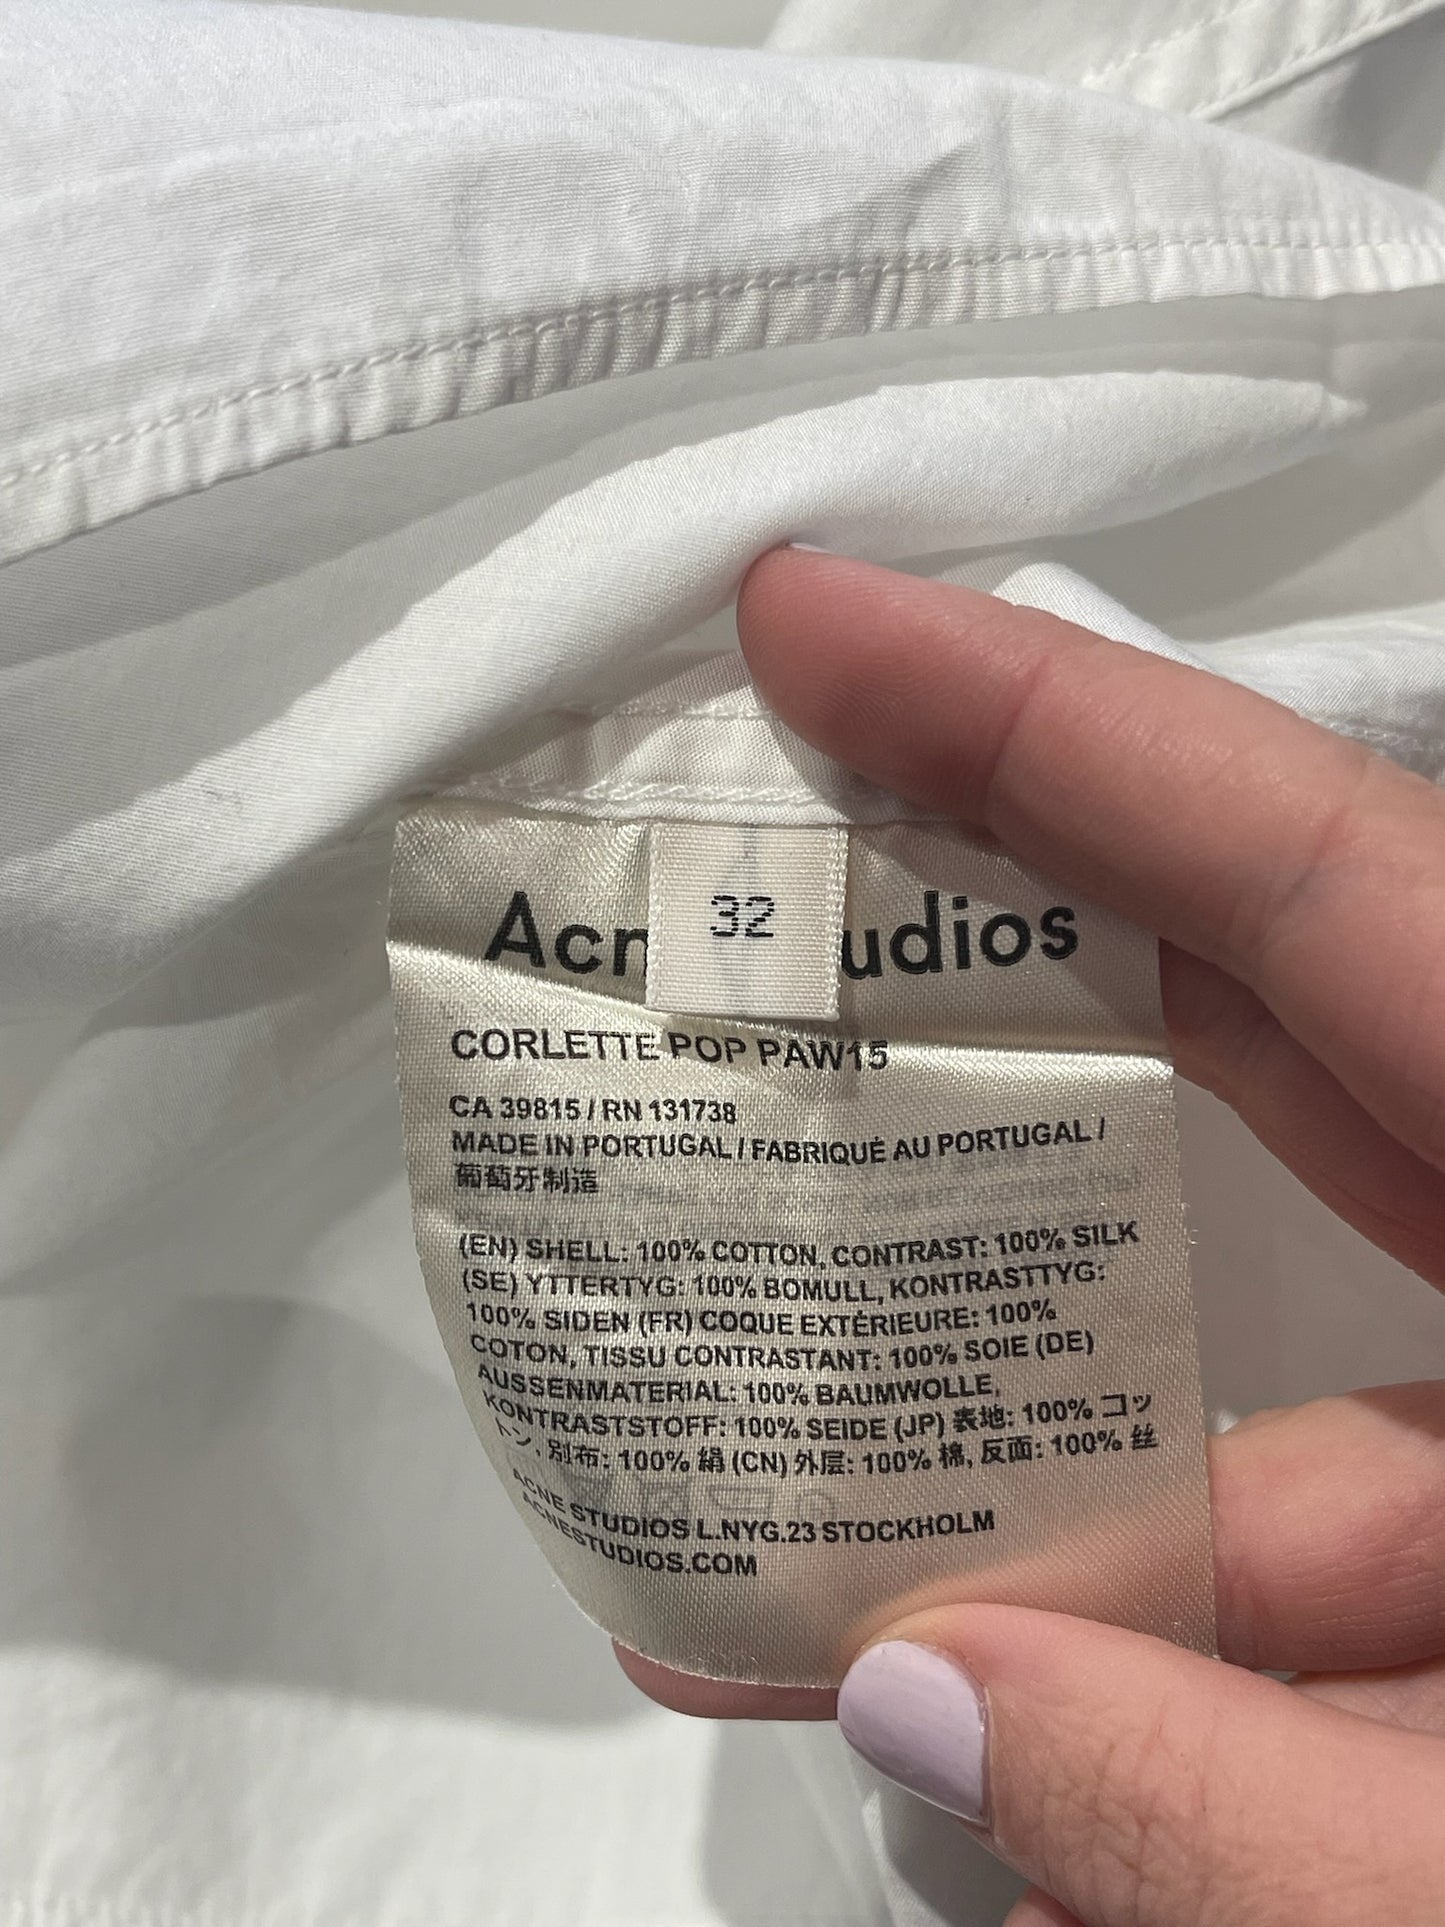 32
Acn udios
CORLETTE POP PAW15
CA 39815 / RN 131738
MADE IN PORTUGAL / FABRIQUÉ AU PORTUGAL /
葡萄牙制造
(EN) SHELL: 100% COTTON, CONTRAST: 100% SILK
(SE) YTTERTYG: 100% BOMULL, KONTRASTTYG:
100% SIDEN (FR) COQUE EXTÉRIEURE: 100%
COTON, TISSU CONTRASTANT: 100% SOIE (DE)
AUSSENMATERIAL: 100% BAUMWOLLE,
KONTRASTSTOFF: 100% SEIDE (JP) 表地: 100% コッ
トン, 別布: 100% 絹 (CN) 外层: 100% 棉, 反面: 100% 丝
ACNE STUDIOS L.NYG.23 STOCKHOLM
ACNESTUDIOS.COM